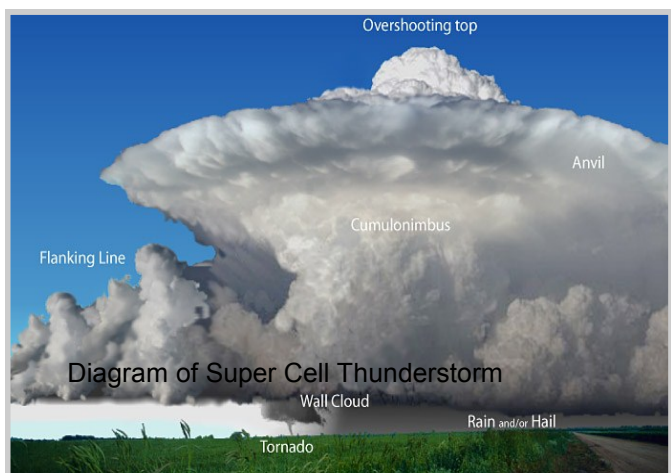 Overshooting top
Anvil
Cumulonimbus
Flanking Line
Diagram of Super Cell Thunderstorm
Wall Cloud
Rain and/or Hail
Tornado